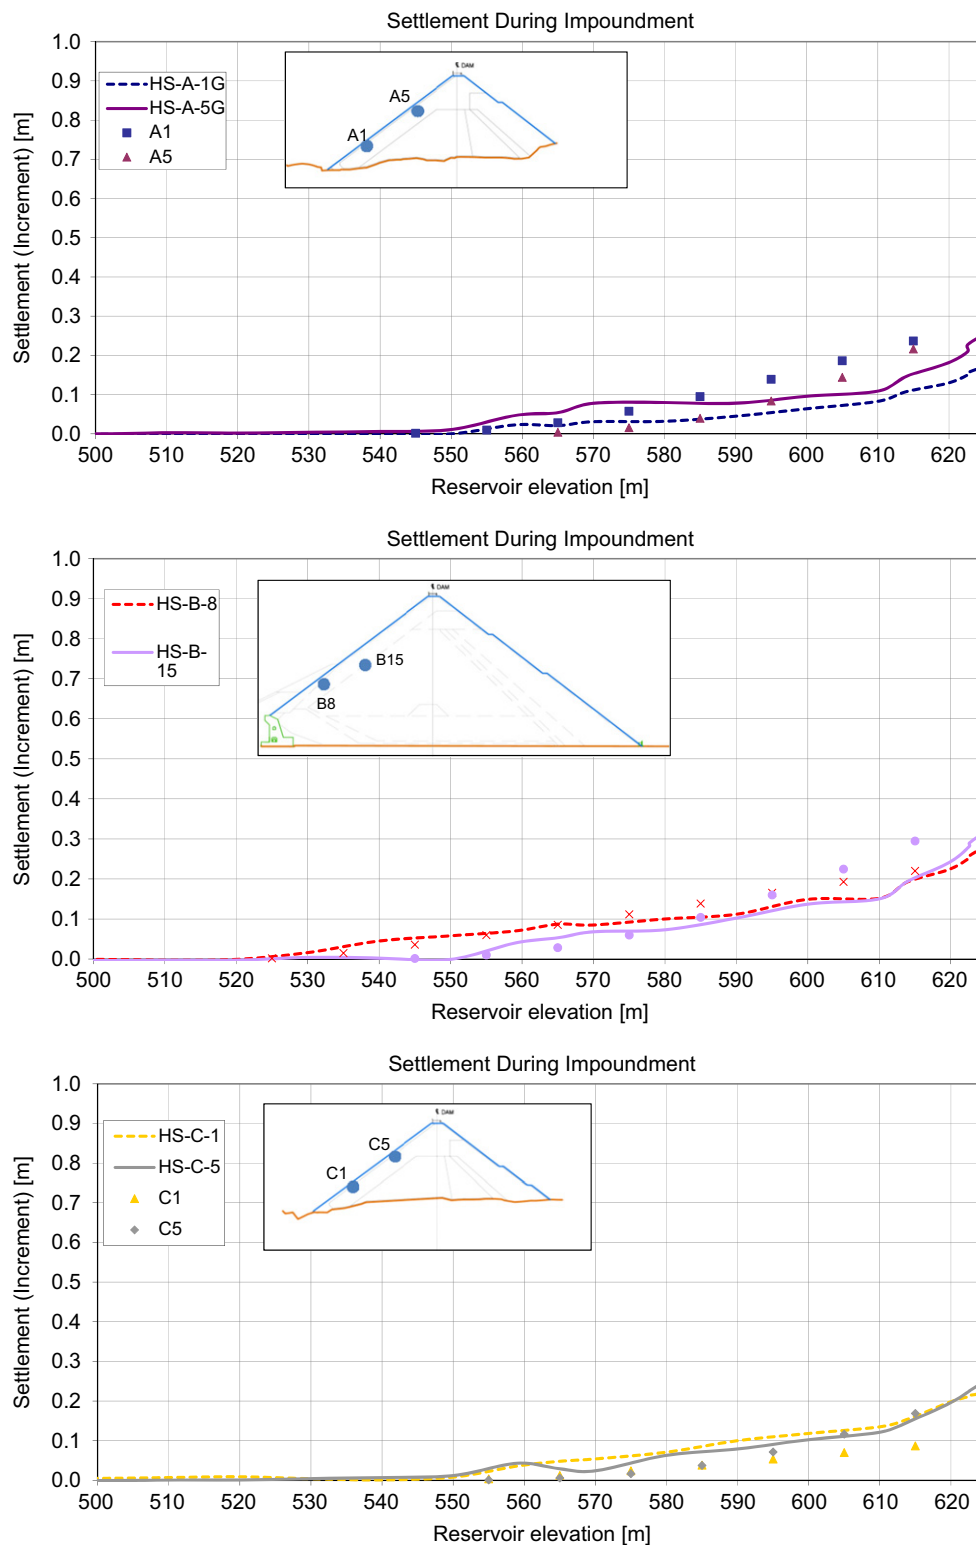 Settlement During Impoundment
Settlement (Increment) [m]
1.0
0.9
0.8
0.7
0.6
0.5
0.4
0.3
0.2
0.1
0.0
HS-A-1G
HS-A-5G
A1
A5
DAM
A5
A1
500 510 520 530 540 550 560 570 580 590 600 610 620
Reservoir elevation [m]
Settlement During Impoundment
Settlement (Increment) [m]
1.0
0.9
0.8
0.7
0.6
0.5
0.4
0.3
0.2
0.1
0.0
HS-B-8
HS-B-
15
DAM
B15
B8
500 510 520 530 540 550 560 570 580 590 600 610 620
Reservoir elevation [m]
Settlement During Impoundment
Settlement (Increment) [m]
1.0
0.9
0.8
0.7
0.6
0.5
0.4
0.3
0.2
0.1
0.0
HS-C-1
HS-C-5
C1
C5
DAM
C5
C1
500 510 520 530 540 550 560 570 580 590 600 610 620
Reservoir elevation [m]